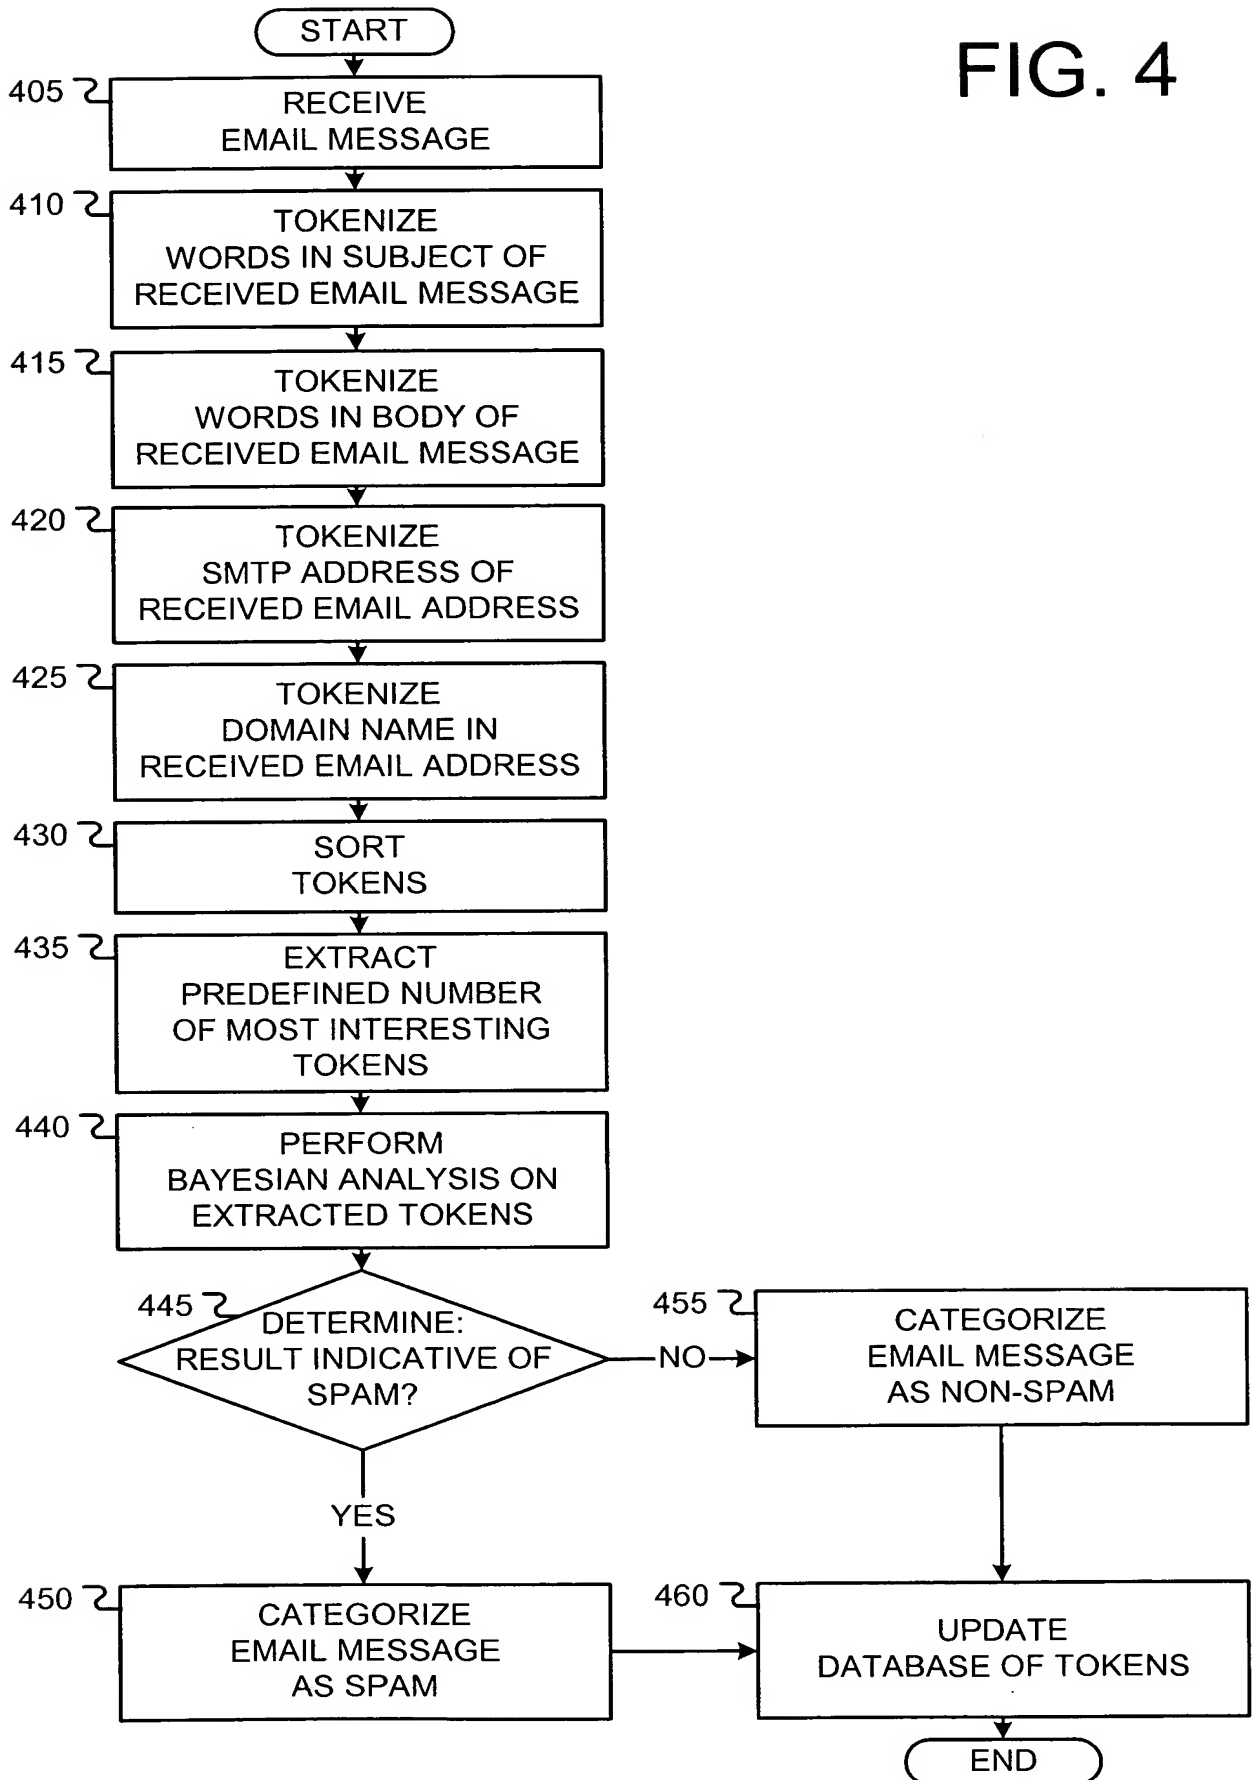 START
FIG. 4
405
RECEIVE
EMAIL MESSAGE
410
TOKENIZE
WORDS IN SUBJECT OF
RECEIVED EMAIL MESSAGE
415
TOKENIZE
WORDS IN BODY OF
RECEIVED EMAIL MESSAGE
420
TOKENIZE
SMTP ADDRESS OF
RECEIVED EMAIL ADDRESS
425
TOKENIZE
DOMAIN NAME IN
RECEIVED EMAIL ADDRESS
430
SORT
TOKENS
435
EXTRACT
PREDEFINED NUMBER
OF MOST INTERESTING
TOKENS
440
PERFORM
BAYESIAN ANALYSIS ON
EXTRACTED TOKENS
445
DETERMINE:
RESULT INDICATIVE OF
SPAM?
NO
455
CATEGORIZE
EMAIL MESSAGE
AS NON-SPAM
YES
450
CATEGORIZE
EMAIL MESSAGE
AS SPAM
460
UPDATE
DATABASE OF TOKENS
END